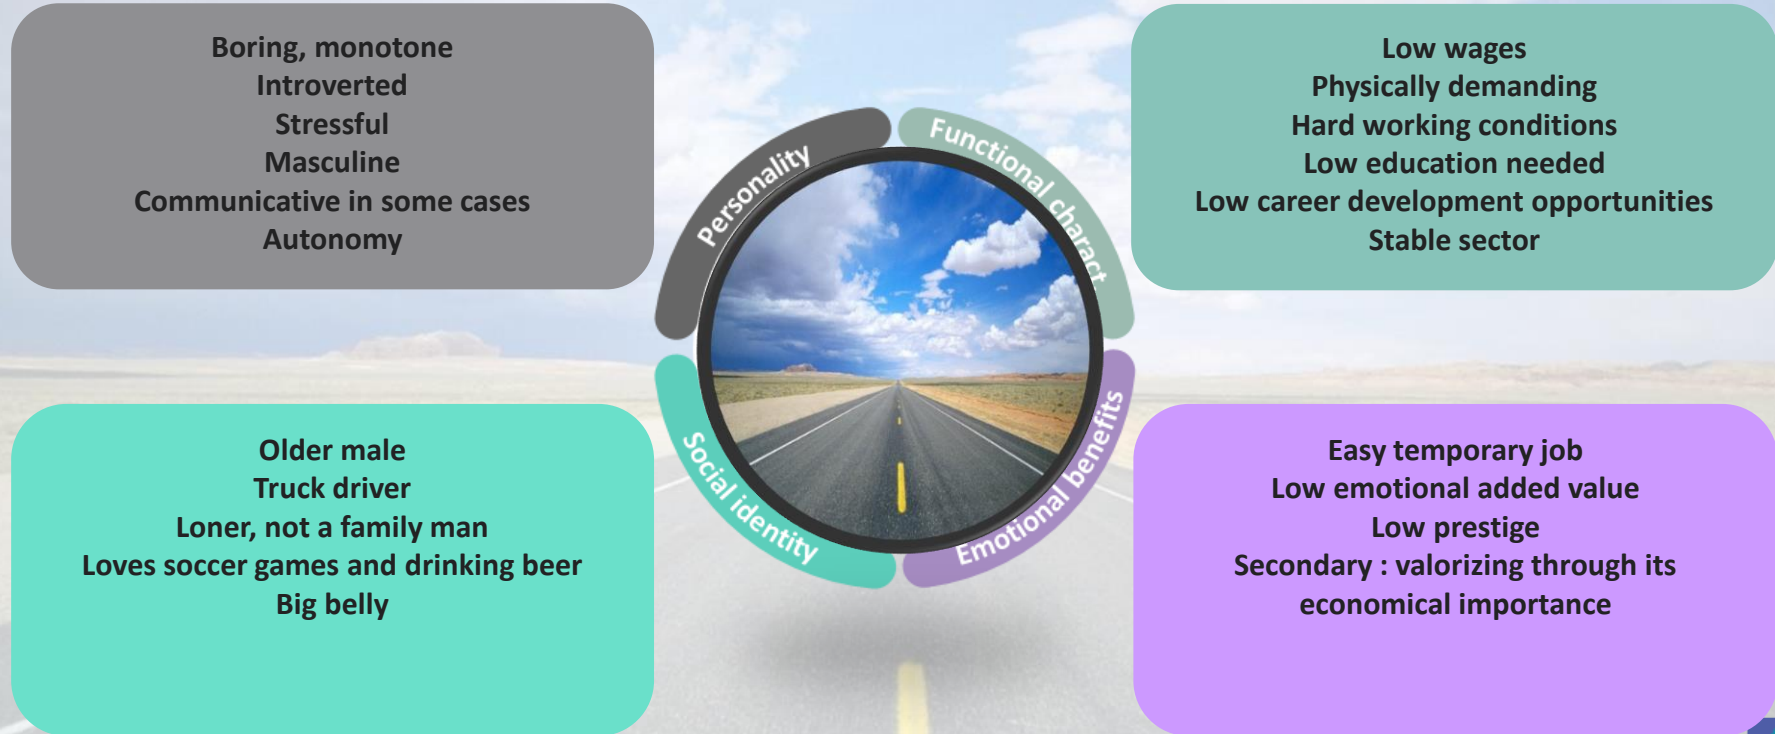 Boring, monotone
Introverted
Stressful
Masculine
Communicative in some cases
Autonomy
Low wages
Physically demanding
Hard working conditions
Low education needed
Low career development opportunities
Stable sector
Personality
Functional charact.
Social identity
Emotional benefits
Older male
Truck driver
Loner, not a family man
Loves soccer games and drinking beer
Big belly
Easy temporary job
Low emotional added value
Low prestige
Secondary : valorizing through its
economical importance